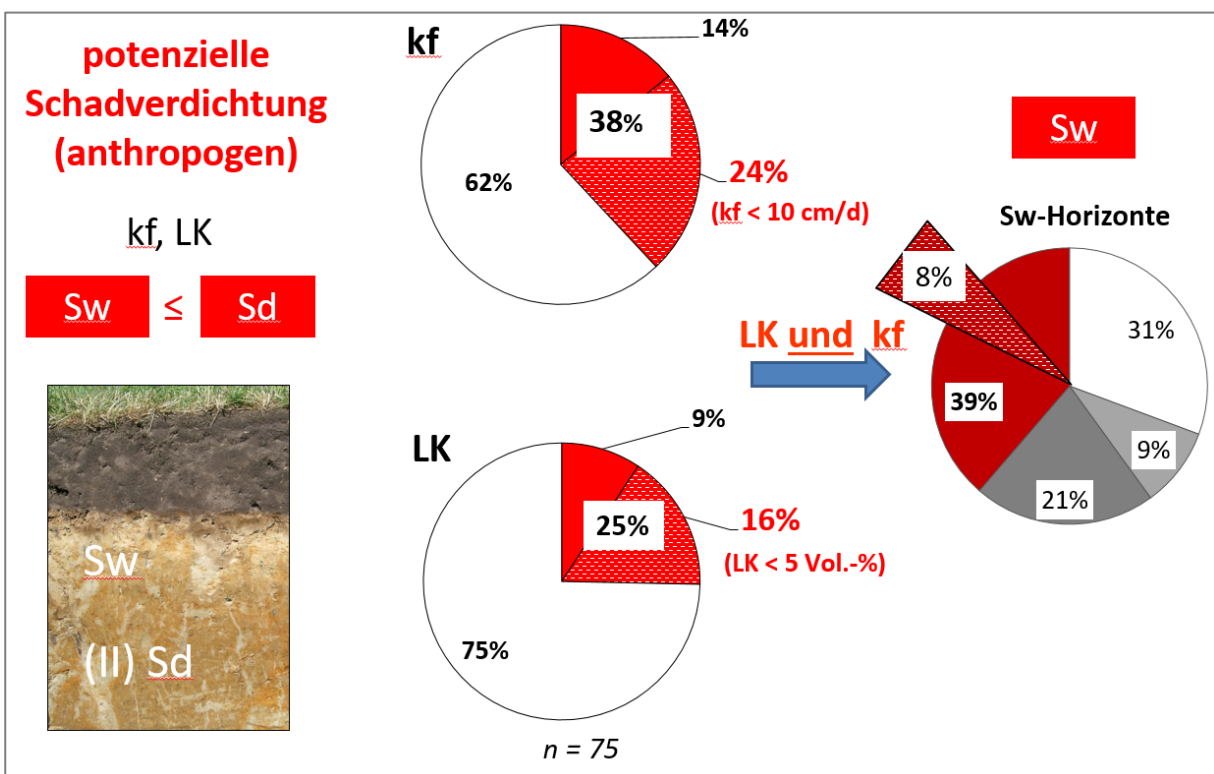 potenzielle
Schadverdichtung
(anthropogen)
kf, LK
Sw ≤ Sd
Sw
(II) Sd
kf
14%
38%
62%
24%
(kf < 10 cm/d)
LK
9%
25%
16%
(LK < 5 Vol.-%)
75%
n = 75
LK und kf
Sw
Sw-Horizonte
8%
31%
39%
9%
21%